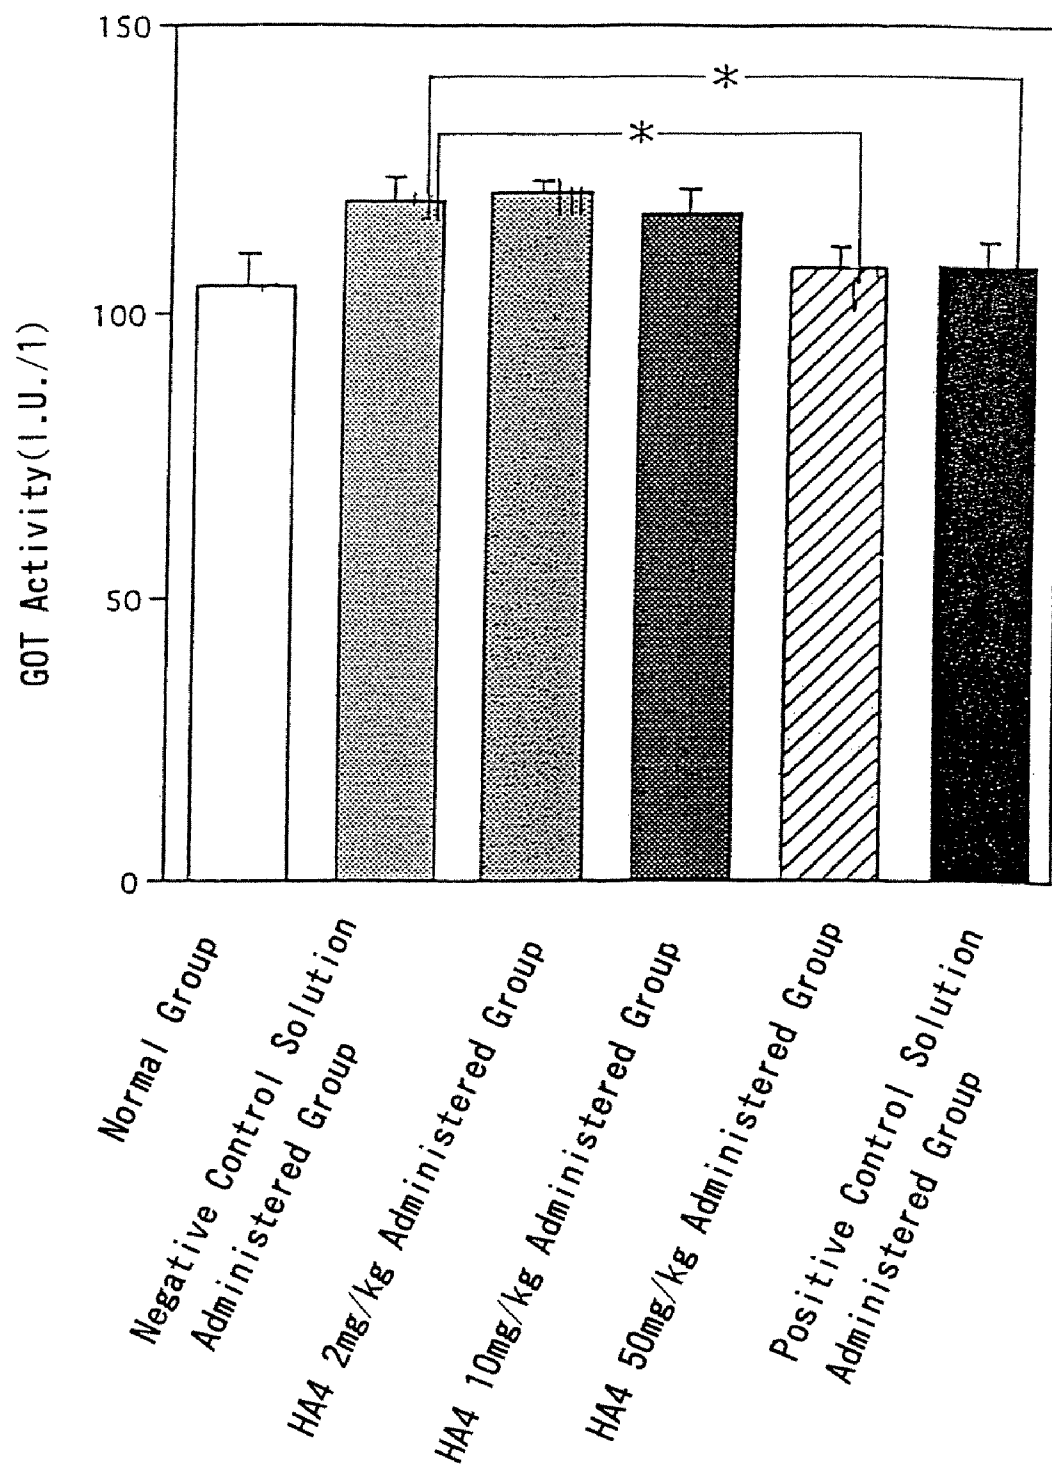 150
100
50
0
GOT Activity(I.U./l)
*
*
Normal Group
Negative Control Solution
Administered Group
HA4 2mg/kg Administered Group
HA4 10mg/kg Administered Group
HA4 50mg/kg Administered Group
Positive Control Solution
Administered Group